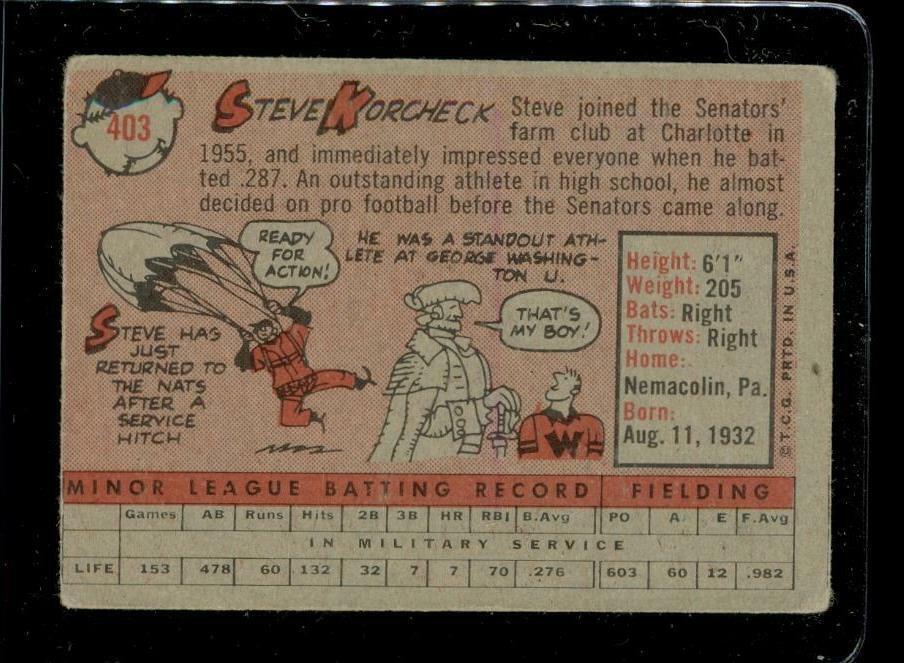 403
STEVE KORCHECK
Steve joined the Senators'
farm club at Charlotte in
1955, and immediately impressed everyone when he bat-
ted .287. An outstanding athlete in high school, he almost
decided on pro football before the Senators came along.
READY
FOR
ACTION!
STEVE HAS
JUST
RETURNED TO
THE NATS
AFTER A
SERVICE
HITCH
HE WAS A STANDOUT ATH-
LETE AT GEORGE WASHING-
TON U.
THAT'S
MY BOY!
W
Height: 6'1"
Weight: 205
Bats: Right
Throws: Right
Home:
Nemacolin, Pa.
Born:
Aug. 11, 1932
© T.C.G. PRTD. IN U.S.A.
MINOR LEAGUE BATTING RECORD FIELDING
Games AB Runs Hits 2B 3B HR RBI B.Avg PO A E F.Avg
IN MILITARY SERVICE
LIFE 153 478 60 132 32 7 7 70 .276 603 60 12 .982